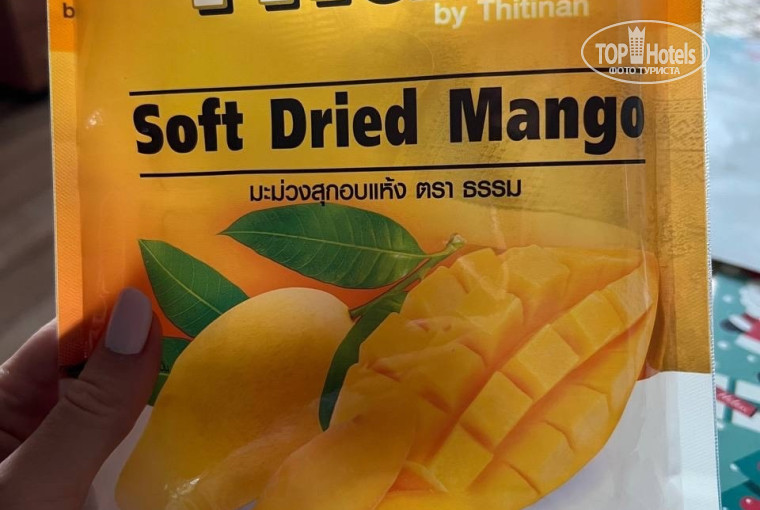 by Thitinan
TOP Hotels
ФОТО ТУРИСТА
Soft Dried Mango
มะม่วงสุกอบแห้ง ตรา ธรรม